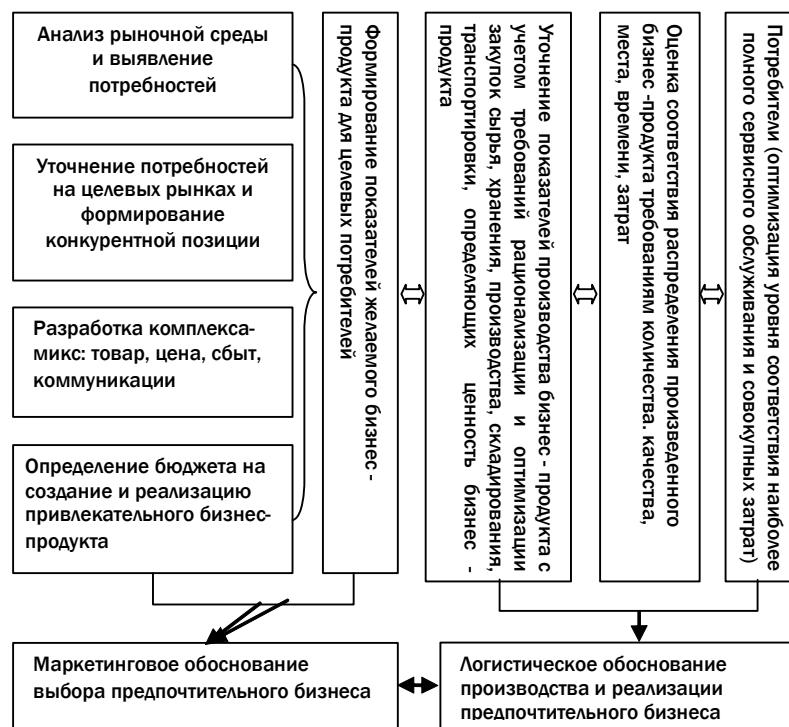 Анализ рыночной среды
и выявление
потребностей
Уточнение потребностей
на целевых рынках и
формирование
конкурентной позиции
Разработка комплекса-
микс: товар, цена, сбыт,
коммуникации
Определение бюджета на
создание и реализацию
привлекательного бизнес-
продукта
Формирование показателей желаемого бизнес -
продукта для целевых потребителей
Уточнение показателей производства бизнес - продукта с
учетом требований рационализации и оптимизации
закупок сырья, хранения, производства, складирования,
транспортировки, определяющих ценность бизнес -
продукта
Оценка соответствия распределения произведенного
бизнес -продукта требованиям количества. качества,
места, времени, затрат
Потребители (оптимизация уровня соответствия наиболее
полного сервисного обслуживания и совокупных затрат)
Маркетинговое обоснование
выбора предпочтительного бизнеса
Логистическое обоснование
производства и реализации
предпочтительного бизнеса